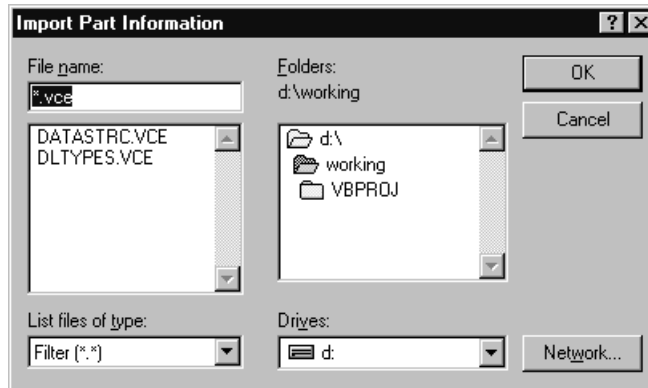 Import Part Information
File name:
*.vce
DATASTRC.VCE
DLTYPES.VCE
List files of type:
Filter (*.*)
Folders:
d:\working
d:\
working
VBPROJ
Drives:
d:
OK
Cancel
Network...